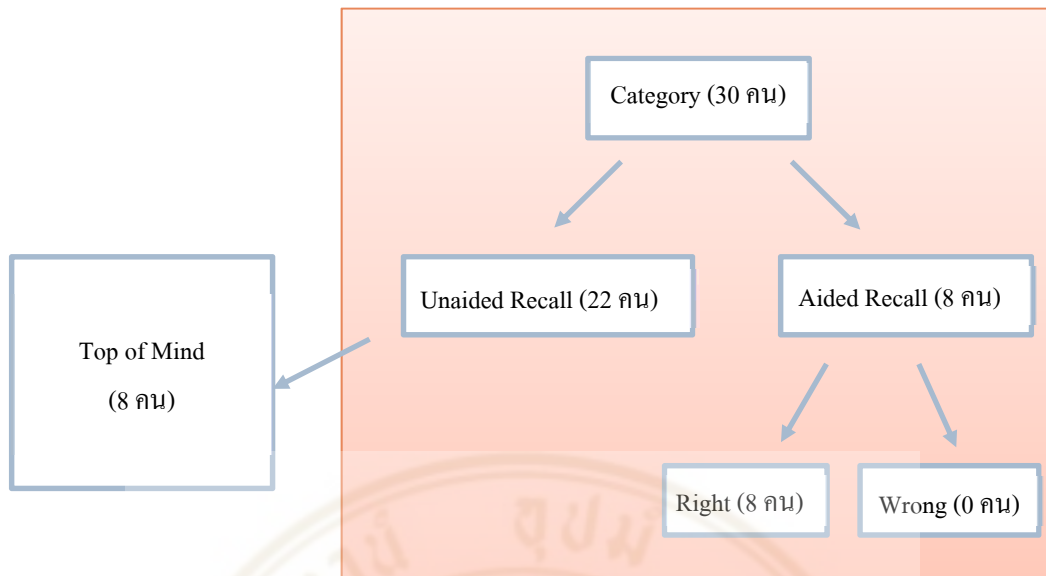 Category (30 คน)
Unaided Recall (22 คน)
Aided Recall (8 คน)
Top of Mind
(8 คน)
Right (8 คน)
Wrong (0 คน)